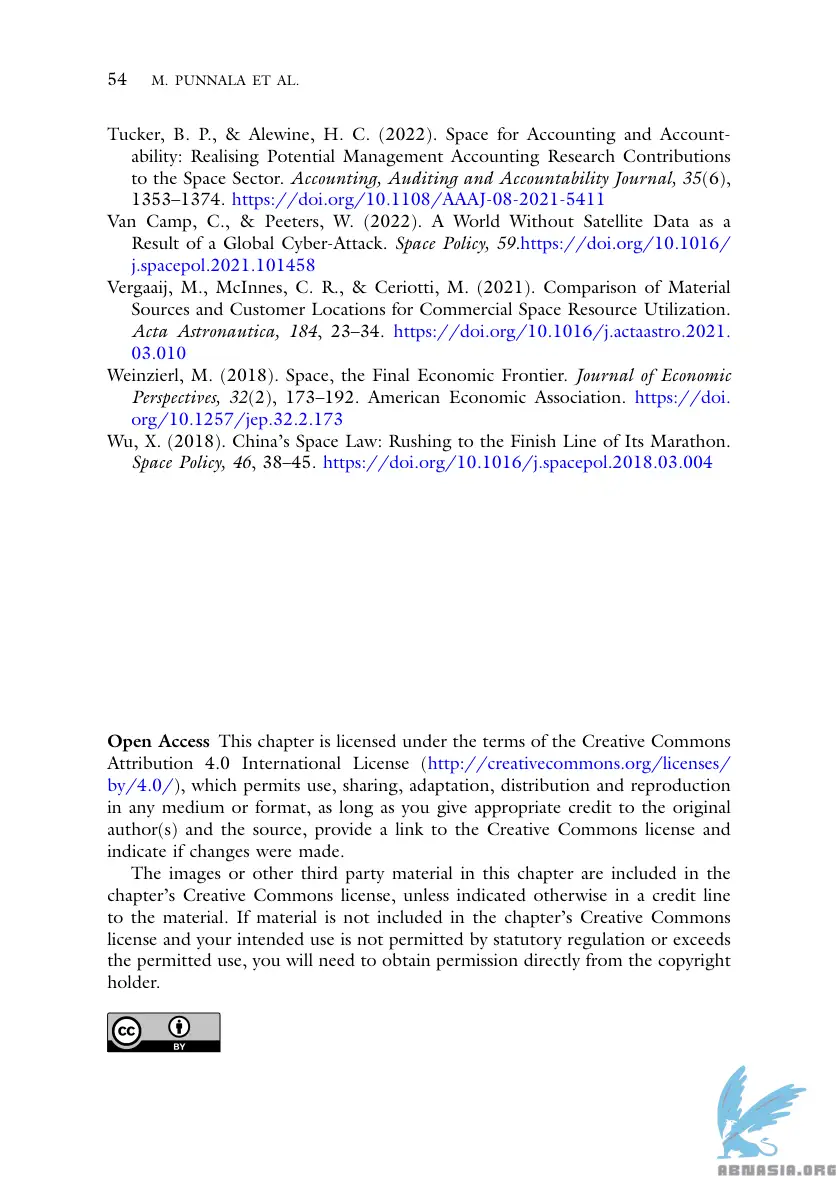 54 M. PUNNALA ET AL.
Tucker, B. P., & Alewine, H. C. (2022). Space for Accounting and Account-
ability: Realising Potential Management Accounting Research Contributions
to the Space Sector. Accounting, Auditing and Accountability Journal, 35(6),
1353–1374. https://doi.org/10.1108/AAAJ-08-2021-5411
Van Camp, C., & Peeters, W. (2022). A World Without Satellite Data as a
Result of a Global Cyber-Attack. Space Policy, 59.https://doi.org/10.1016/
j.spacepol.2021.101458
Vergaaij, M., McInnes, C. R., & Ceriotti, M. (2021). Comparison of Material
Sources and Customer Locations for Commercial Space Resource Utilization.
Acta Astronautica, 184, 23–34. https://doi.org/10.1016/j.actaastro.2021.
03.010
Weinzierl, M. (2018). Space, the Final Economic Frontier. Journal of Economic
Perspectives, 32(2), 173–192. American Economic Association. https://doi.
org/10.1257/jep.32.2.173
Wu, X. (2018). China’s Space Law: Rushing to the Finish Line of Its Marathon.
Space Policy, 46, 38–45. https://doi.org/10.1016/j.spacepol.2018.03.004
Open Access This chapter is licensed under the terms of the Creative Commons
Attribution 4.0 International License (http://creativecommons.org/licenses/
by/4.0/), which permits use, sharing, adaptation, distribution and reproduction
in any medium or format, as long as you give appropriate credit to the original
author(s) and the source, provide a link to the Creative Commons license and
indicate if changes were made.
The images or other third party material in this chapter are included in the
chapter’s Creative Commons license, unless indicated otherwise in a credit line
to the material. If material is not included in the chapter’s Creative Commons
license and your intended use is not permitted by statutory regulation or exceeds
the permitted use, you will need to obtain permission directly from the copyright
holder.
cc
BY
ABNASIA.ORG